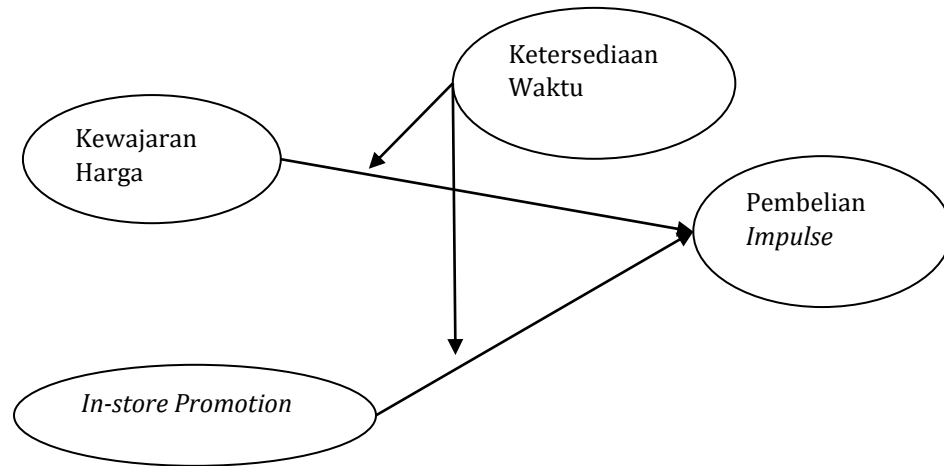 Ketersediaan
Waktu
Kewajaran
Harga
Pembelian
Impulse
In-store Promotion